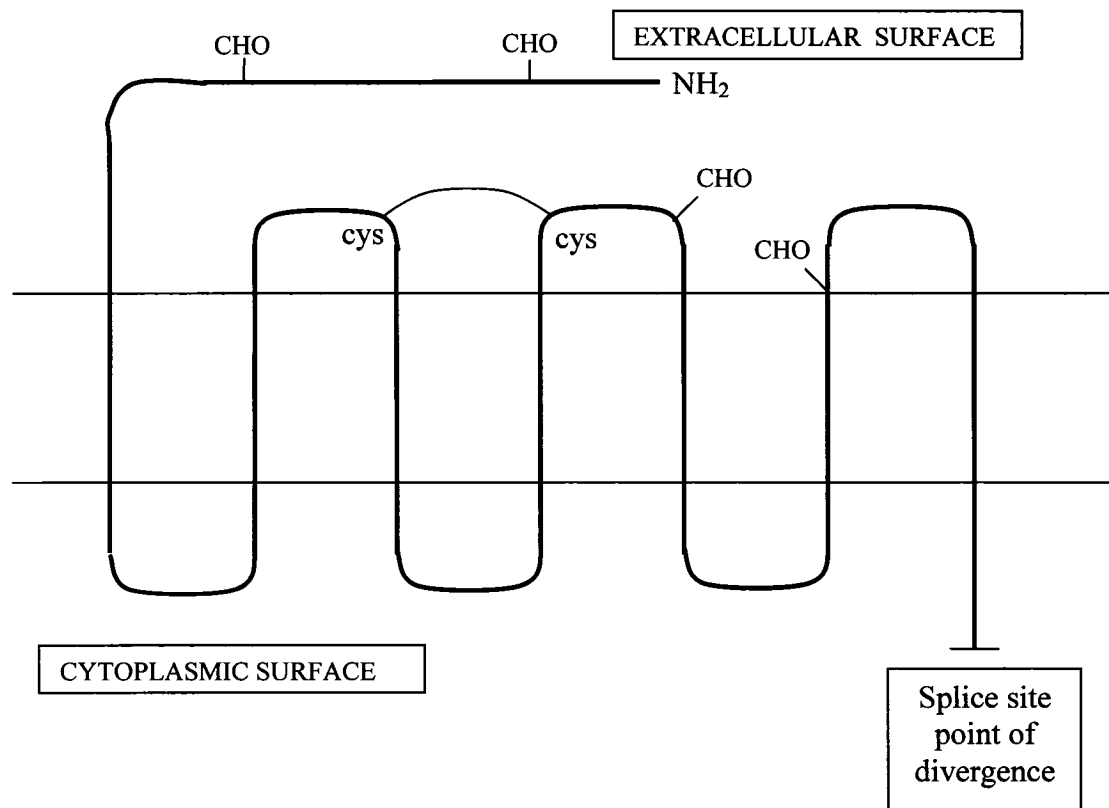 CHO
CHO
EXTRACELLULAR SURFACE
NH₂
CHO
cys
cys
CHO
CYTOPLASMIC SURFACE
Splice site
point of
divergence